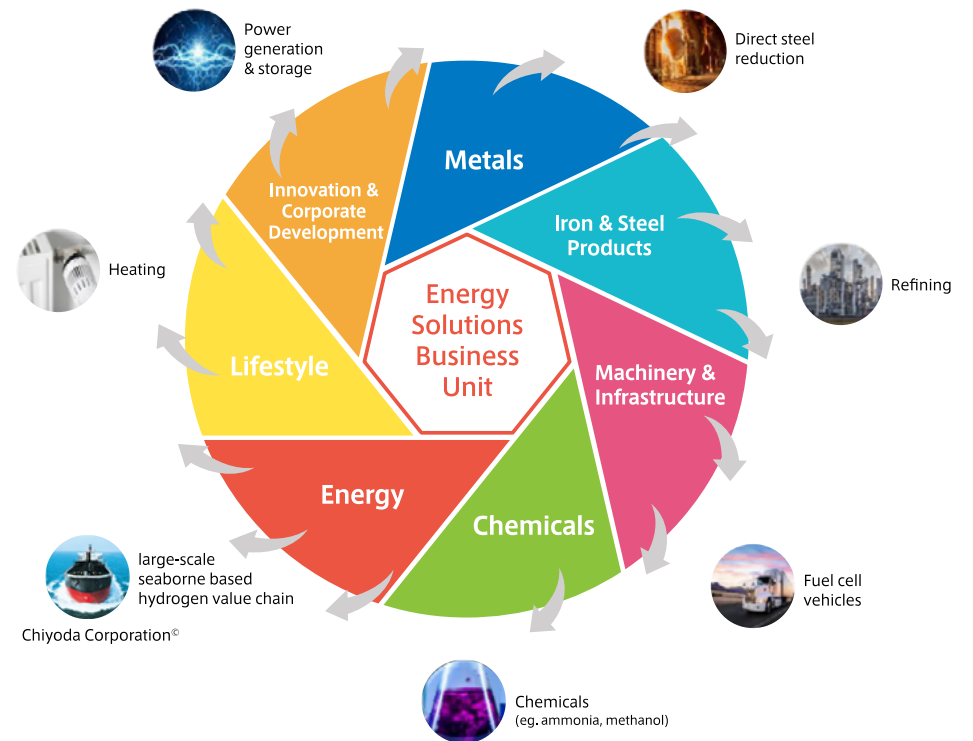 Power
generation
& storage
Direct steel
reduction
Metals
Innovation &
Corporate
Development
Iron & Steel
Products
Heating
Refining
Energy
Solutions
Business
Unit
Lifestyle
Machinery &
Infrastructure
Energy
Chemicals
large-scale
seaborne based
hydrogen value chain
Chiyoda Corporation©
Fuel cell
vehicles
Chemicals
(eg. ammonia, methanol)